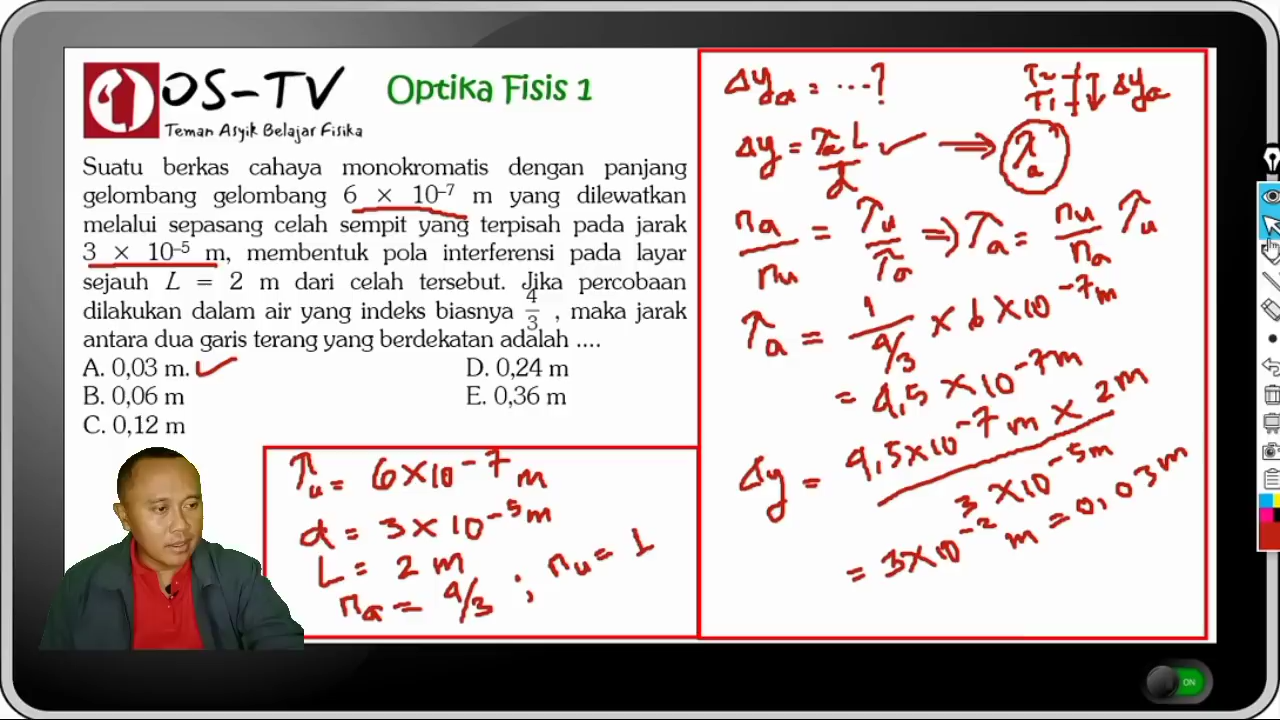 OS-TV
Teman Asyik Belajar Fisika
Optika Fisis 1
Suatu berkas cahaya monokromatis dengan panjang
gelombang gelombang 6 × 10⁻⁷ m yang dilewatkan
melalui sepasang celah sempit yang terpisah pada jarak
3 × 10⁻⁵ m, membentuk pola interferensi pada layar
sejauh L = 2 m dari celah tersebut. Jika percobaan
dilakukan dalam air yang indeks biasnya 4/3 , maka jarak
antara dua garis terang yang berdekatan adalah ....
A. 0,03 m.
B. 0,06 m
C. 0,12 m
D. 0,24 m
E. 0,36 m
λu = 6 × 10⁻⁷ m
d = 3 × 10⁻⁵ m
L = 2 m
na = 4/3 ; nu = 1
Δya = ...?
T2
T1
Δya
Δy = λa L / d ⇒ λa
na / nu = λu / λa ⇒ λa = nu / na λu
λa = 1 / 4/3 × 6 × 10⁻⁷ m
= 4,5 × 10⁻⁷ m
Δy = 4,5 × 10⁻⁷ m × 2 m / 3 × 10⁻⁵ m
= 3 × 10⁻² m = 0,03 m
ON